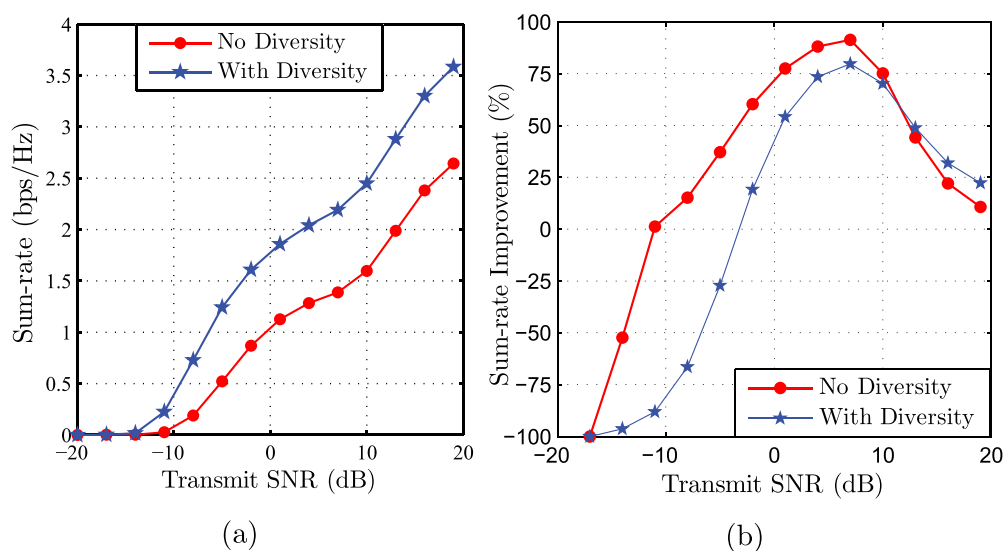 4
3.5
3
2.5
2
1.5
1
0.5
0
−20
−10
0
10
20
Sum-rate (bps/Hz)
Transmit SNR (dB)
No Diversity
With Diversity
(a)
100
75
50
25
0
−25
−50
−75
−100
−20
−10
0
10
20
Sum-rate Improvement (%)
Transmit SNR (dB)
No Diversity
With Diversity
(b)